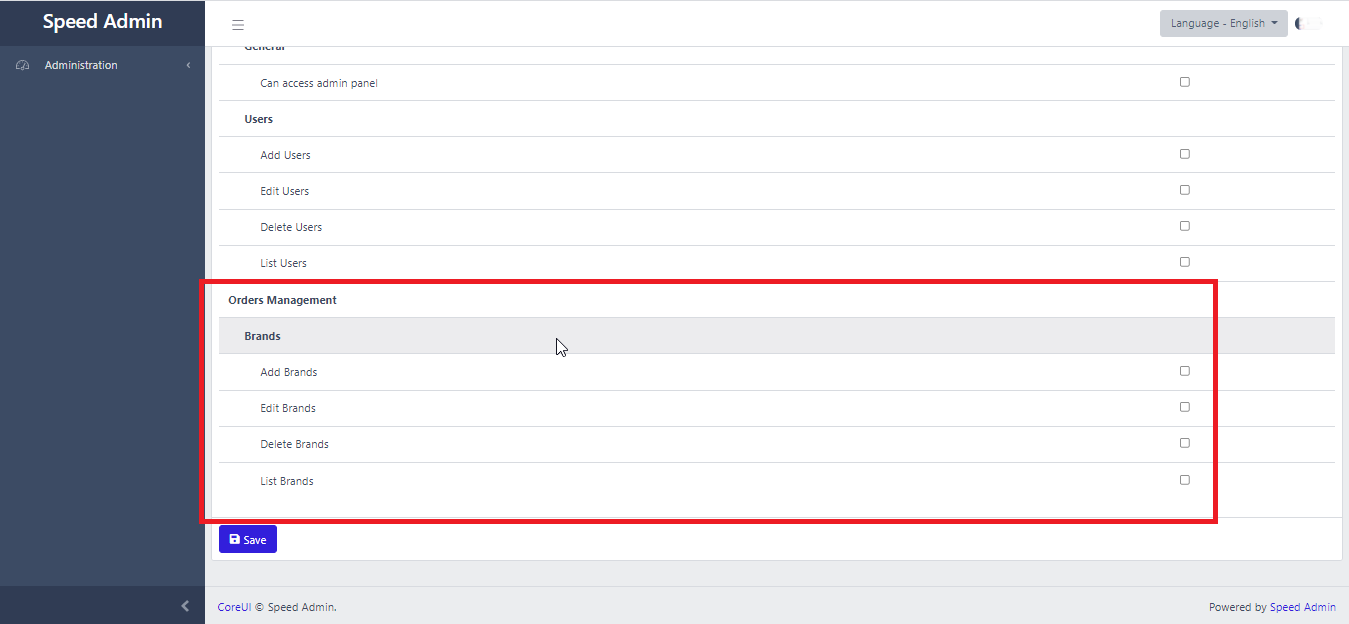 Speed Admin
Language - English
Administration
General
Can access admin panel
Users
Add Users
Edit Users
Delete Users
List Users
Orders Management
Brands
Add Brands
Edit Brands
Delete Brands
List Brands
Save
CoreUI © Speed Admin.
Powered by Speed Admin